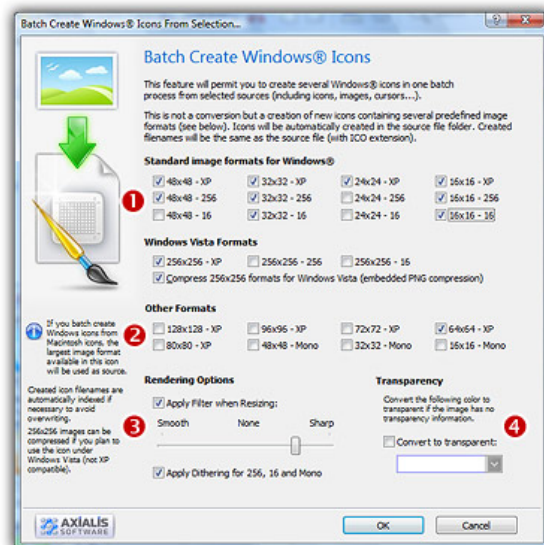 Batch Create Windows® Icons From Selection...
Batch Create Windows® Icons
This feature will permit you to create several Windows® icons in one batch
process from selected sources (including icons, images, cursors...).
This is not a conversion but a creation of new icons containing several predefined image
formats (see below). Icons will be automatically created in the source file folder. Created
filenames will be the same as the source file (with ICO extension).
Standard image formats for Windows®
1
48x48 - XP 32x32 - XP 24x24 - XP 16x16 - XP
48x48 - 256 32x32 - 256 24x24 - 256 16x16 - 256
48x48 - 16 32x32 - 16 24x24 - 16 16x16 - 16
Windows Vista Formats
256x256 - XP 256x256 - 256 256x256 - 16
Compress 256x256 formats for Windows Vista (embedded PNG compression)
Other Formats
2
128x128 - XP 96x96 - XP 72x72 - XP 64x64 - XP
80x80 - XP 48x48 - Mono 32x32 - Mono 16x16 - Mono
If you batch create
Windows icons from
Macintosh icons, the
largest image format
available in this icon
will be used as source.
Created icon filenames are
automatically indexed if
necessary to avoid
overwriting.
256x256 images can be
compressed if you plan to
use the icon under
Windows Vista (not XP
compatible).
Rendering Options
3
Apply Filter when Resizing:
Smooth None Sharp
Apply Dithering for 256, 16 and Mono
Transparency
Convert the following color to
transparent if the image has no
transparency information.
4
Convert to transparent:
AXIALIS
SOFTWARE
OK
Cancel